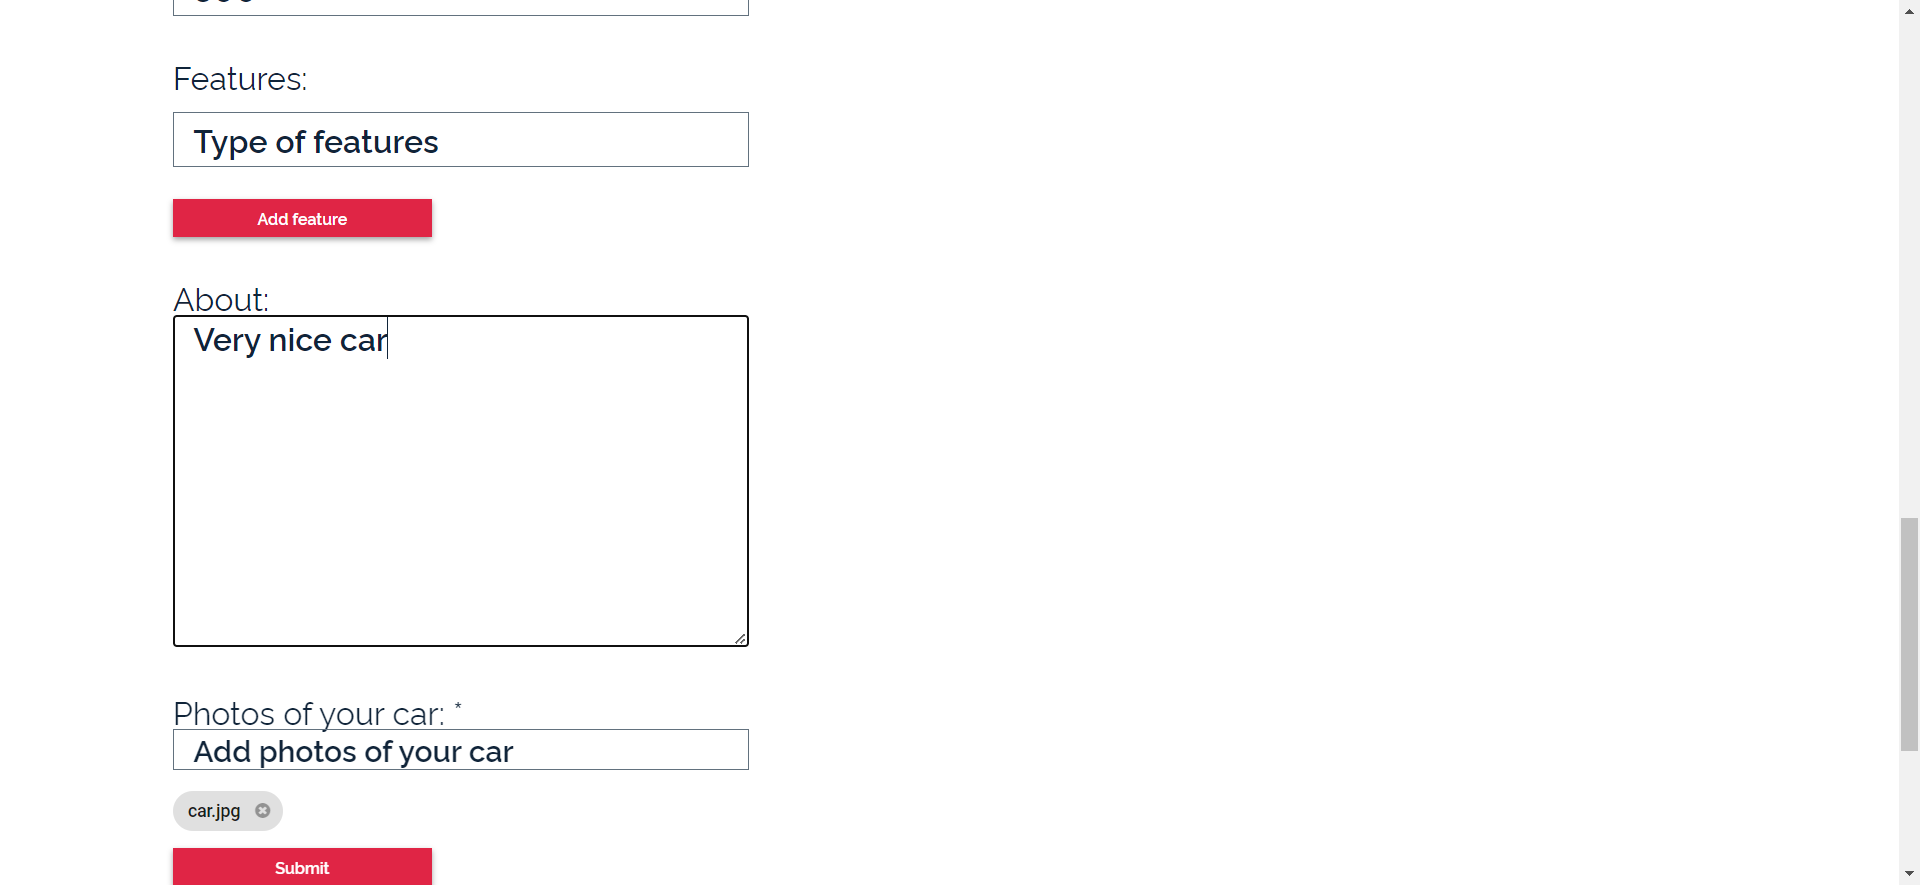 Features:
Type of features
Add feature
About:
Very nice car
Photos of your car: *
Add photos of your car
car.jpg
Submit